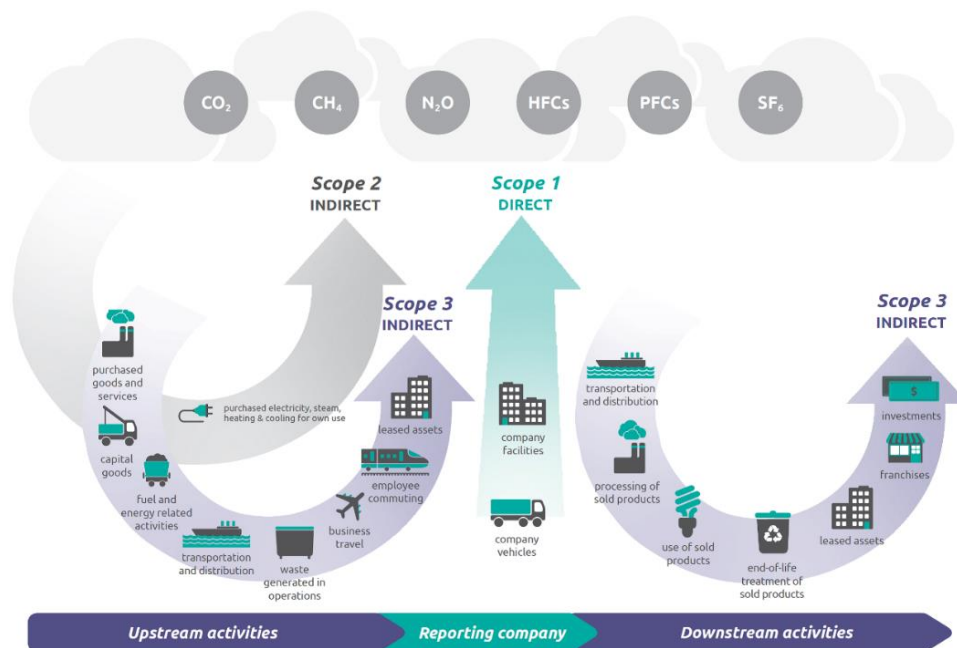 CO₂
CH₄
N₂O
HFCs
PFCs
SF₆
Scope 2
INDIRECT
Scope 1
DIRECT
Scope 3
INDIRECT
Scope 3
INDIRECT
purchased
goods and
services
capital
goods
fuel and
energy related
activities
transportation
and distribution
waste
generated in
operations
business
travel
employee
commuting
leased assets
purchased electricity, steam,
heating & cooling for own use
company
facilities
company
vehicles
transportation
and distribution
processing of
sold products
use of sold
products
end-of-life
treatment of
sold products
leased assets
franchises
$
investments
Upstream activities
Reporting company
Downstream activities